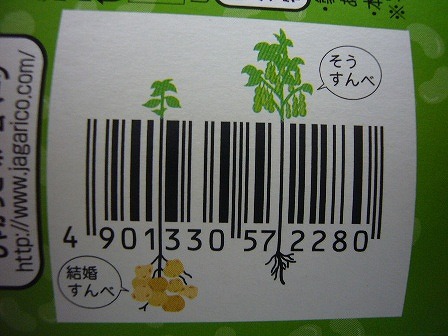 そう
すんべ
4 901330 572280
結婚
すんべ
http://www.jagarico.com/